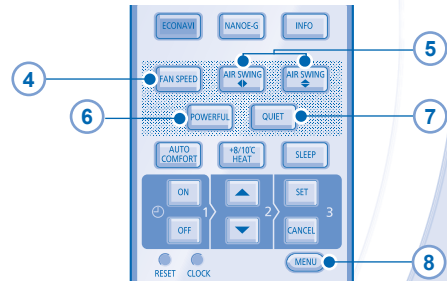 ECONAVI NANOE-G INFO
5
4 FAN SPEED AIR SWING AIR SWING
6 POWERFUL QUIET 7
AUTO COMFORT +8/10℃ HEAT SLEEP
ON SET
1 2 3
OFF CANCEL
RESET CLOCK MENU 8